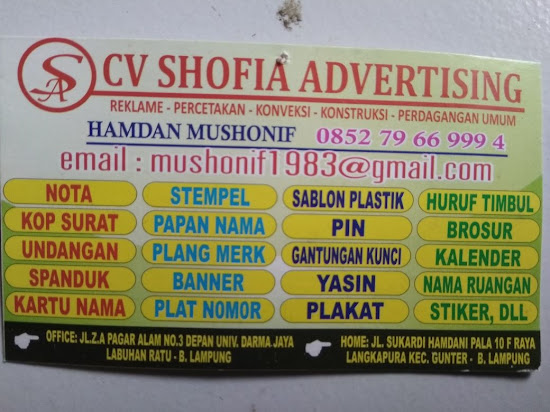 SA CV SHOFIA ADVERTISING
REKLAME - PERCETAKAN - KONVEKSI - KONSTRUKSI - PERDAGANGAN UMUM
HAMDAN MUSHONIF 0852 79 66 999 4
email : mushonif1983@gmail.com
NOTA STEMPEL SABLON PLASTIK HURUF TIMBUL
KOP SURAT PAPAN NAMA PIN BROSUR
UNDANGAN PLANG MERK GANTUNGAN KUNCI KALENDER
SPANDUK BANNER YASIN NAMA RUANGAN
KARTU NAMA PLAT NOMOR PLAKAT STIKER, DLL
OFFICE: JL.Z.A PAGAR ALAM NO.3 DEPAN UNIV. DARMA JAYA
LABUHAN RATU - B. LAMPUNG
HOME: JL. SUKARDI HAMDANI PALA 10 F RAYA
LANGKAPURA KEC. GUNTER - B. LAMPUNG